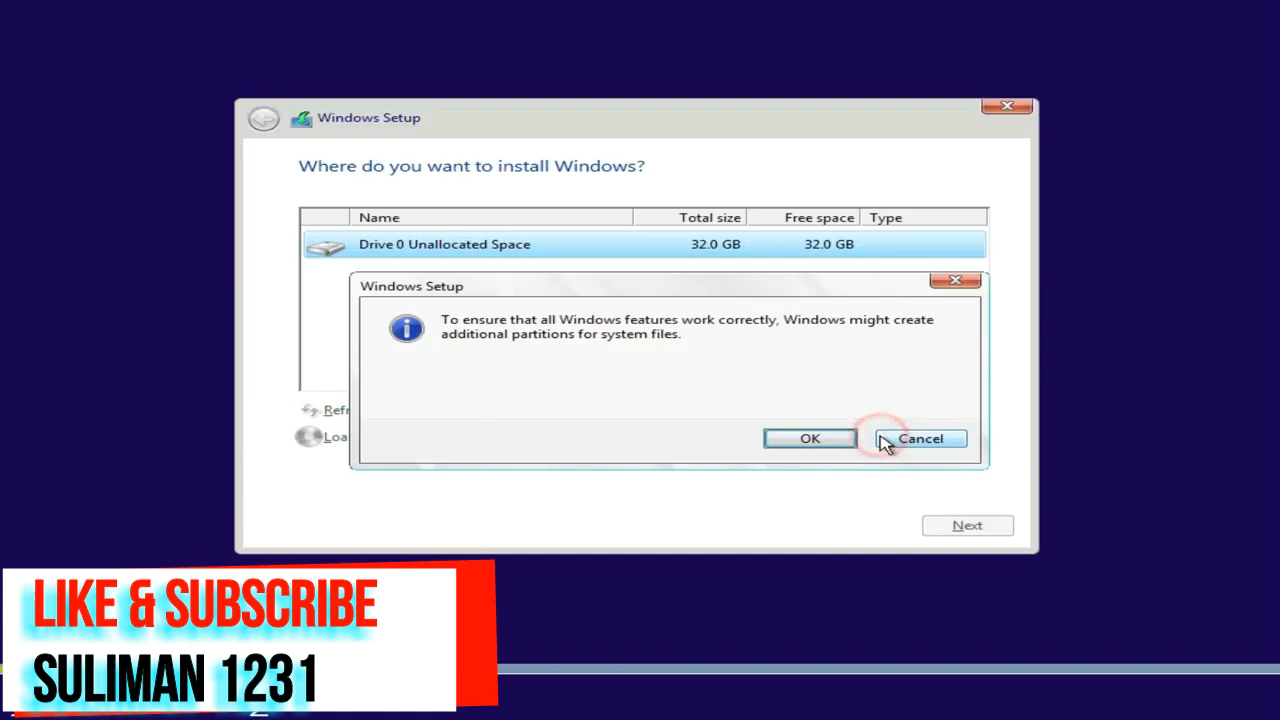 Windows Setup
Where do you want to install Windows?
Name Total size Free space Type
Drive 0 Unallocated Space 32.0 GB 32.0 GB
Windows Setup
To ensure that all Windows features work correctly, Windows might create
additional partitions for system files.
Refr
Loa
OK Cancel
Next
LIKE & SUBSCRIBE
SULIMAN 1231